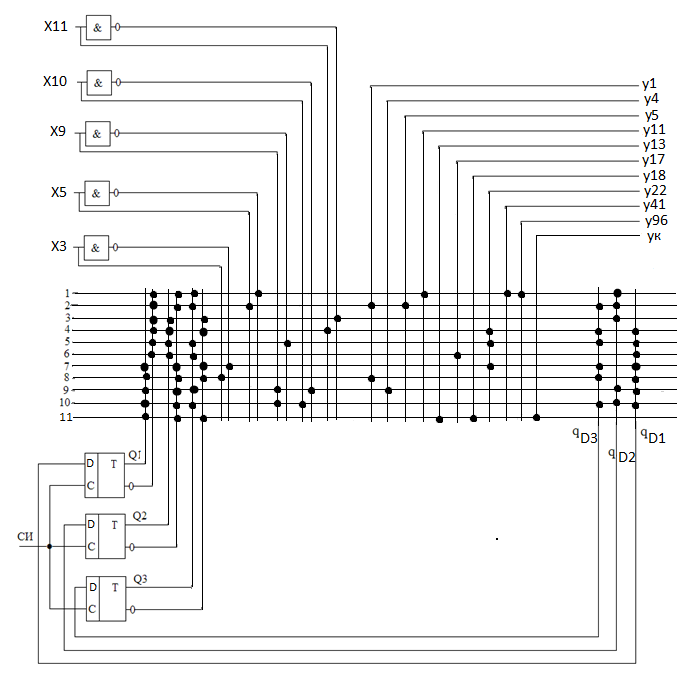 X11 &
X10 &
X9 &
X5 &
X3 &
y1
y4
y5
y11
y13
y17
y18
y22
y41
y96
yк
1
2
3
4
5
6
7
8
9
10
11
qD3 qD2 qD1
D T Q1
C
D T Q2
СИ C
D T Q3
C